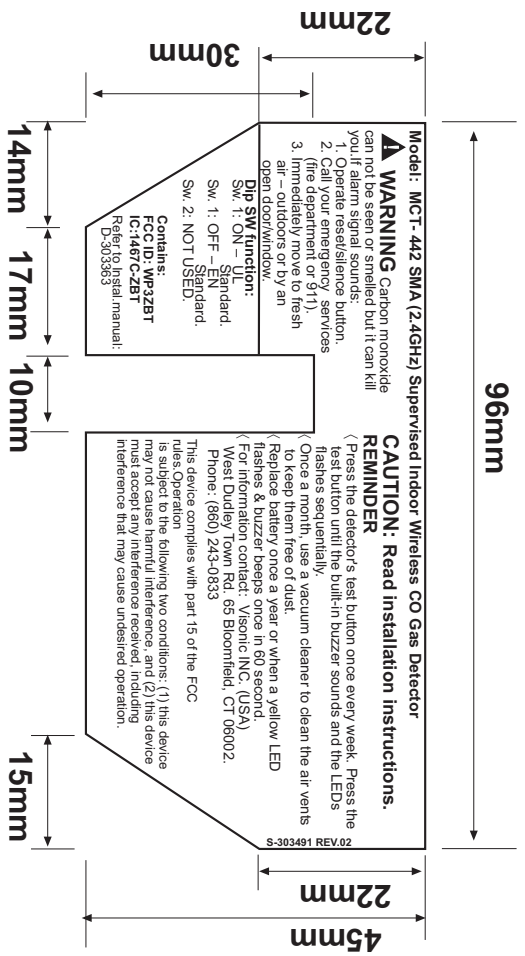 96mm
22mm
30mm
Model: MCT- 442 SMA (2.4GHz) Supervised Indoor Wireless CO Gas Detector
WARNING Carbon monoxide
can not be seen or smelled but it can kill
you.If alarm signal sounds:
1. Operate reset/silence button.
2. Call your emergency services
(fire department or 911).
3. Immediately move to fresh
air – outdoors or by an
open door/window.
Dip SW function:
Sw. 1: ON – UL
Standard.
Sw. 1: OFF – EN
Standard.
Sw. 2: NOT USED.
Contains:
FCC ID: WP3ZBT
IC:1467C-ZBT
Refer to Instal.manual:
D-303363
CAUTION: Read installation instructions.
REMINDER
〈 Press the detector's test button once every week. Press the
test button until the built-in buzzer sounds and the LEDs
flashes sequentially.
〈 Once a month, use a vacuum cleaner to clean the air vents
to keep them free of dust.
〈 Replace battery once a year or when a yellow LED
flashes & buzzer beeps once in 60 second.
〈 For information contact: Visonic INC. (USA)
West Dudley Town Rd. 65 Bloomfield, CT 06002.
Phone: (860) 243-0833
This device complies with part 15 of the FCC
rules.Operation
is subject to the following two conditions: (1) this device
may not cause harmful interference, and (2) this device
must accept any interference received, including
interference that may cause undesired operation.
S-303491 REV.02
22mm
45mm
14mm
17mm
10mm
15mm